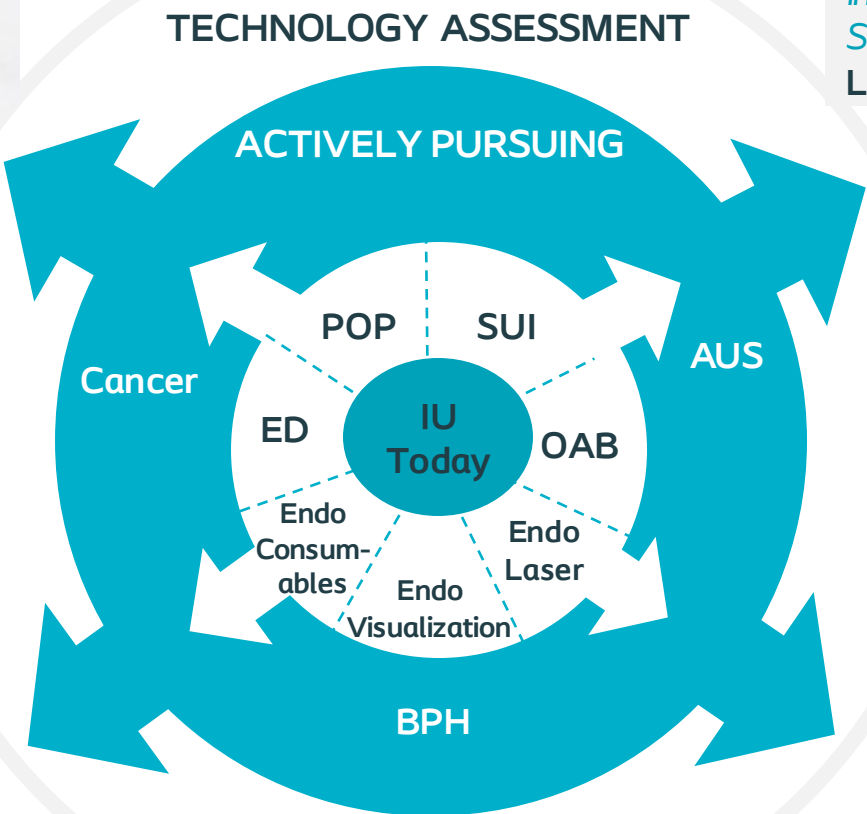 TECHNOLOGY ASSESSMENT
S
L
ACTIVELY PURSUING
POP
SUI
Cancer
AUS
ED
IU
Today
OAB
Endo
Consum-
ables
Endo
Laser
Endo
Visualization
BPH